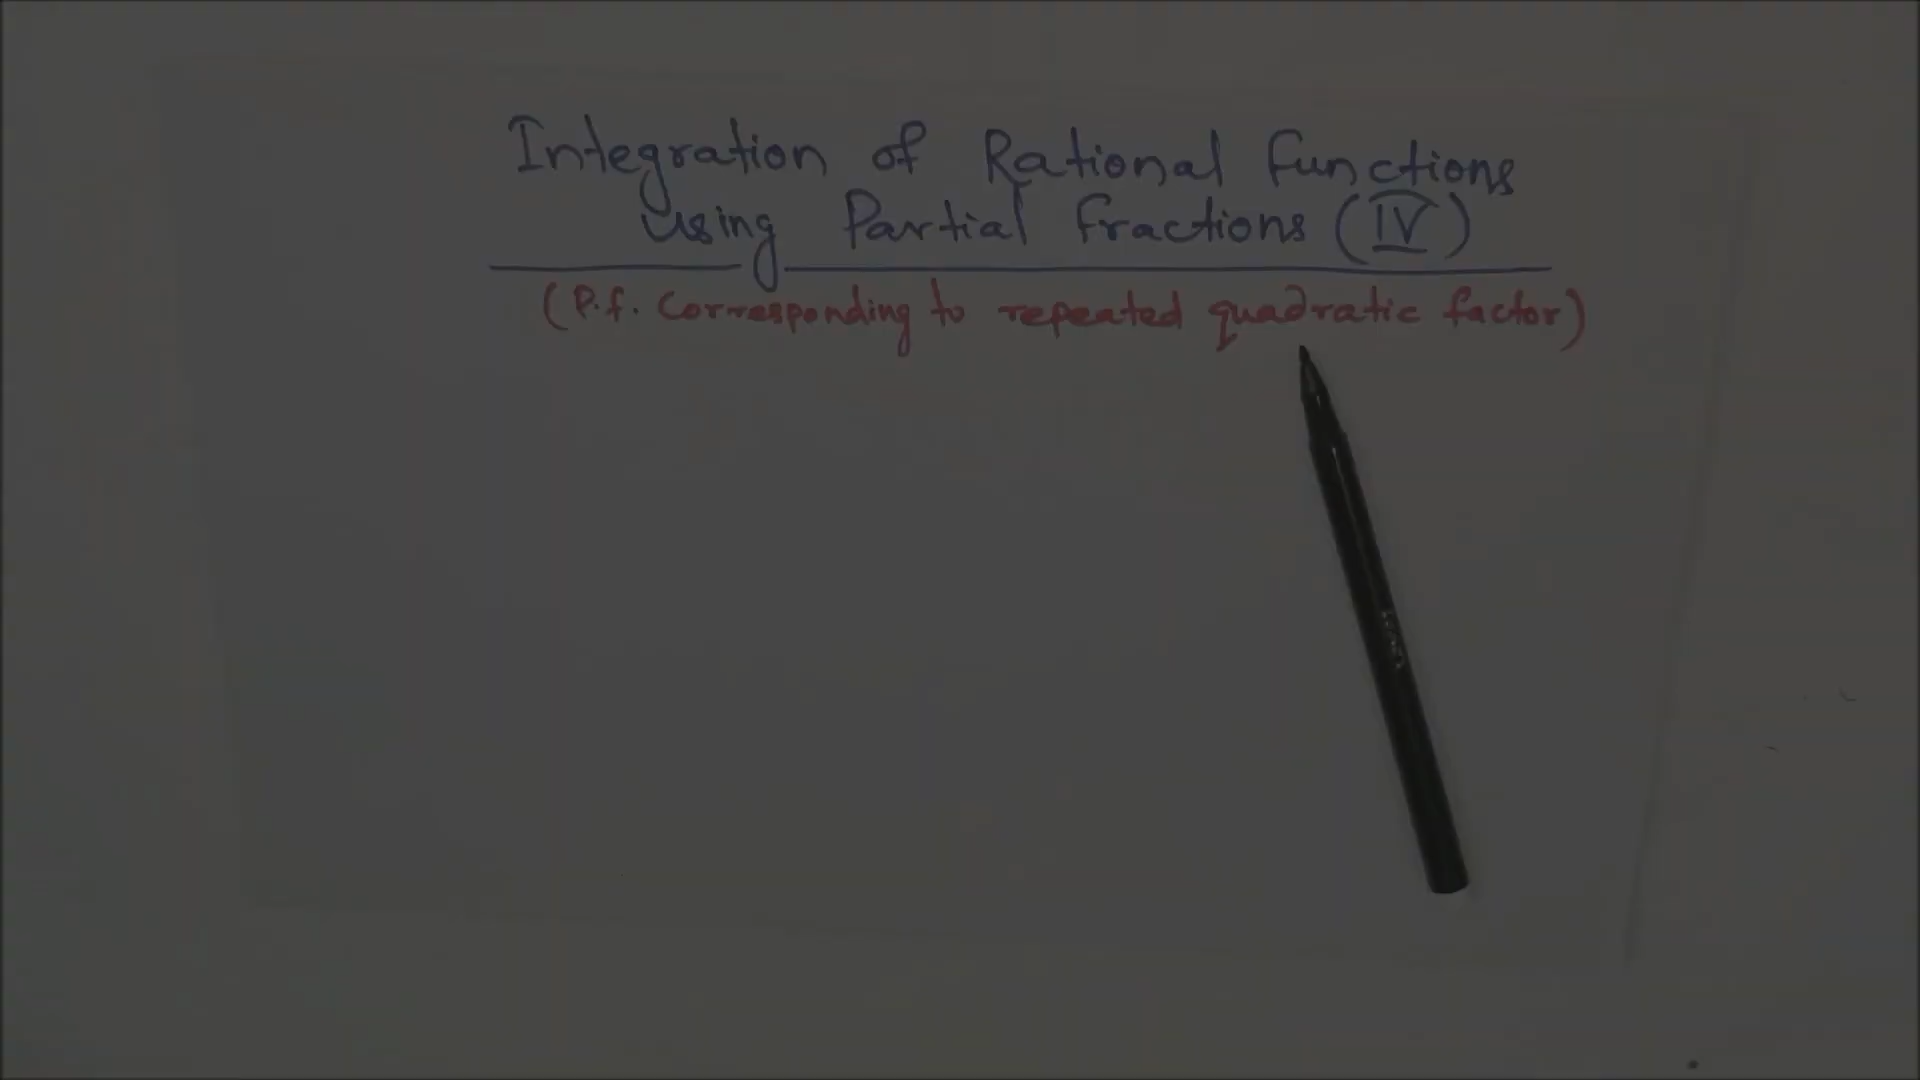 Integration of Rational Functions
using Partial Fractions (IV)
(P.f. Corresponding to repeated quadratic factor)